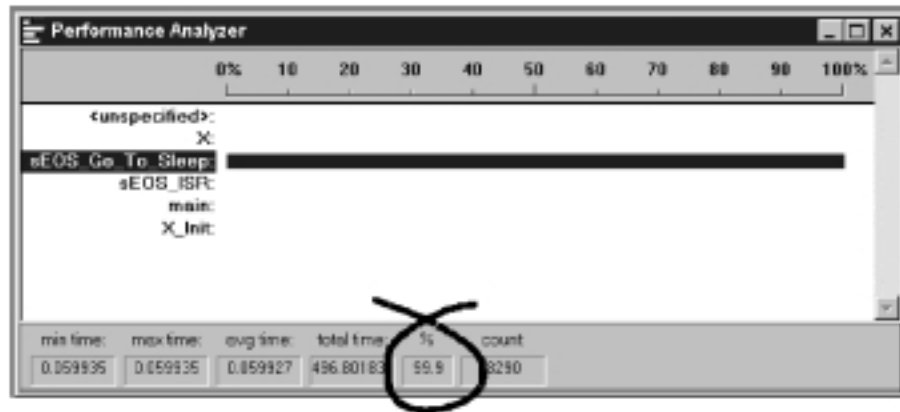 Performance Analyzer
0% 10 20 30 40 50 60 70 80 90 100%
<unspecified>:
X:
sEOS_Go_To_Sleep:
sEOS_ISR:
main:
X_Init:
min time: max time: avg time: total time: % count
0.059935 0.059935 0.059927 496.80183 99.9 8290